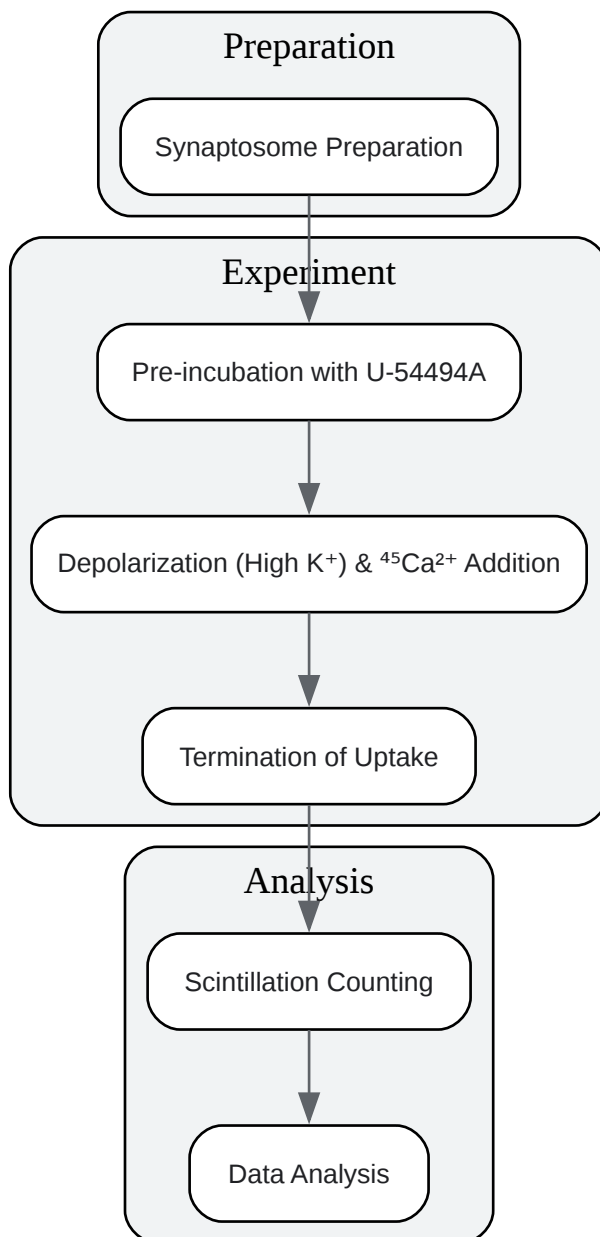 Preparation
Synaptosome Preparation
Experiment
Pre-incubation with U-54494A
Depolarization (High K⁺) & ⁴⁵Ca²⁺ Addition
Termination of Uptake
Analysis
Scintillation Counting
Data Analysis